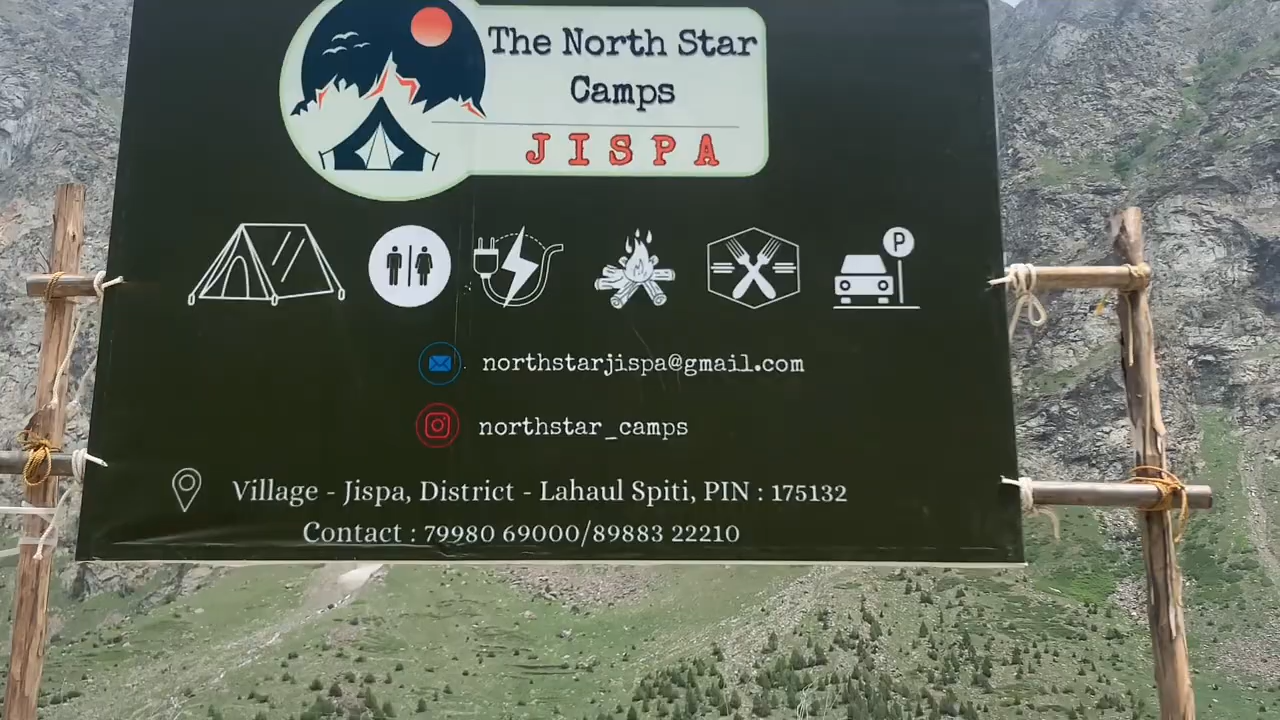 The North Star
Camps
JISPA
P
northstarjispa@gmail.com
northstar_camps
Village - Jispa, District - Lahaul Spiti, PIN : 175132
Contact : 79980 69000/89883 22210